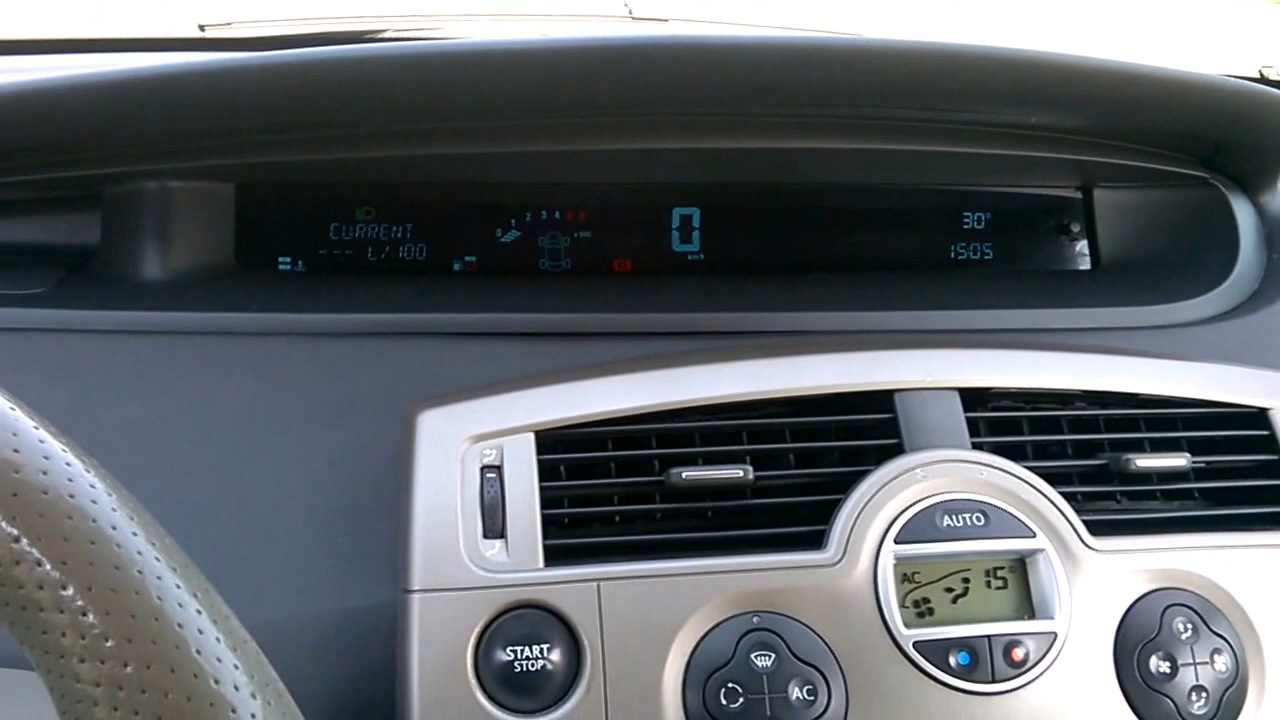 CURRENT
--- L/100
0 1 2 3 4 5 6
0
km/h
30°
15:05
AUTO
AC 15°
START
STOP
AC